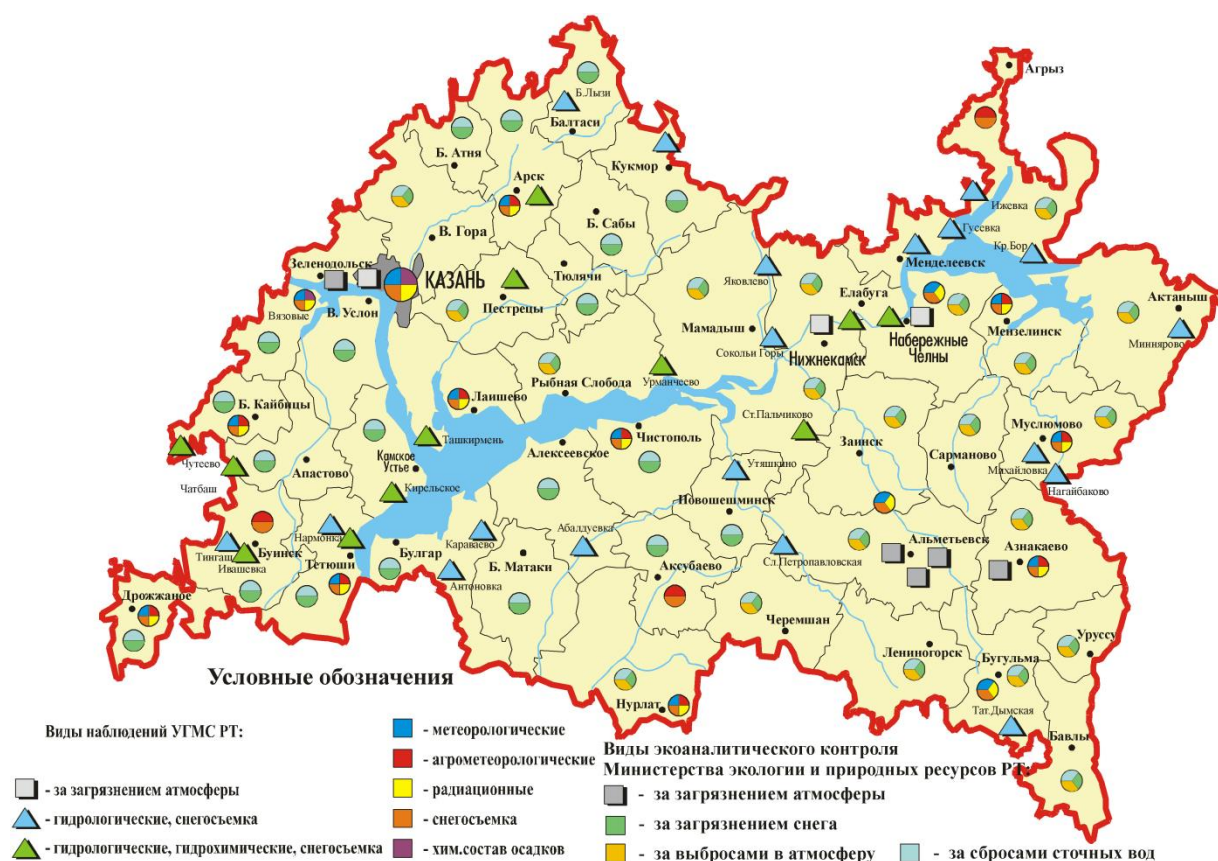 Агрыз
Б.Лызи
Балтаси
Б. Атня
Кукмор
Арск
Ижевка
Б. Сабы
Гусевка
В. Гора
Кр.Бор
Менделеевск
Зеленодольск
Яковлево
КАЗАНЬ
Тюлячи
Елабуга
Актаныш
Вязовые
В. Услон
Пестрецы
Мензелинск
Мамадыш
Набережные
Челны
Минняро́во
Сокольи Горы
Нижнекамск
Рыбная Слобода
Урманчеево
Лаишево
Б. Кайбицы
Ст.Пальчиково
Ташкирмень
Чистополь
Муслюмово
Заинск
Чутеево
Камское
Устье
Алексеевское
Сарманово
Михайловка
Апастово
Утяшкино
Чатбаш
Кирельское
Нагайбаково
Новошешминск
Абалдуевка
Нармонка
Караваево
Альметьевск
Тингаш
Буинск
Булгар
Б. Матаки
Сл.Петропавловская
Азнакаево
Ивашевка
Тетюши
Антоновка
Аксубаево
Дрожжаное
Черемшан
Уруссу
Лениногорск
Бугульма
Условные обозначения
Нурлат
Тат.Дымская
Бавлы
Виды наблюдений УГМС РТ:
- за загрязнением атмосферы
- гидрологические, снегосъемка
- гидрологические, гидрохимические, снегосъемка
- метеорологические
- агрометеорологические
- радиационные
- снегосъемка
- хим.состав осадков
Виды экоаналитического контроля
Министерства экологии и природных ресурсов РТ:
- за загрязнением атмосферы
- за загрязнением снега
- за выбросами в атмосферу
- за сбросами сточных вод